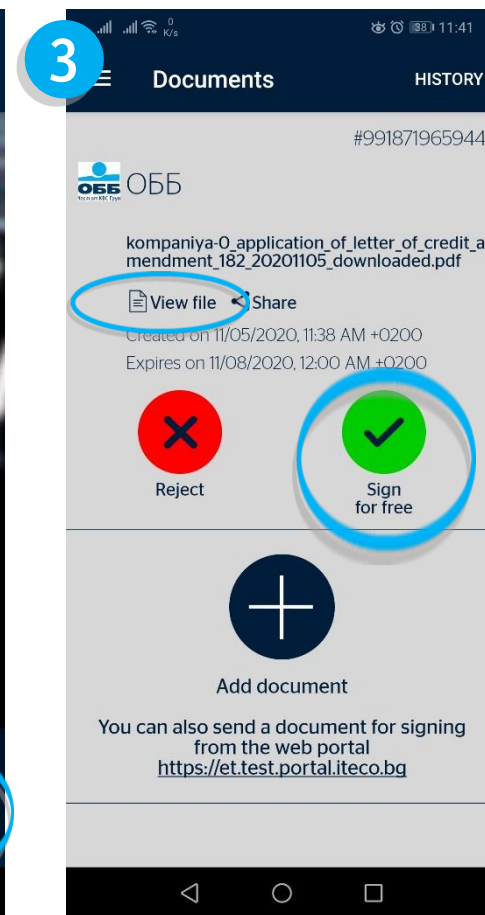 3
0
K/s
38 11:41
Documents
HISTORY
#991871965944
ОББ
ОББ
kompaniya-0_application_of_letter_of_credit_a
mendment_182_20201105_downloaded.pdf
View file
Share
Created on 11/05/2020, 11:38 AM +0200
Expires on 11/08/2020, 12:00 AM +0200
Reject
Sign
for free
Add document
You can also send a document for signing
from the web portal
https://et.test.portal.iteco.bg